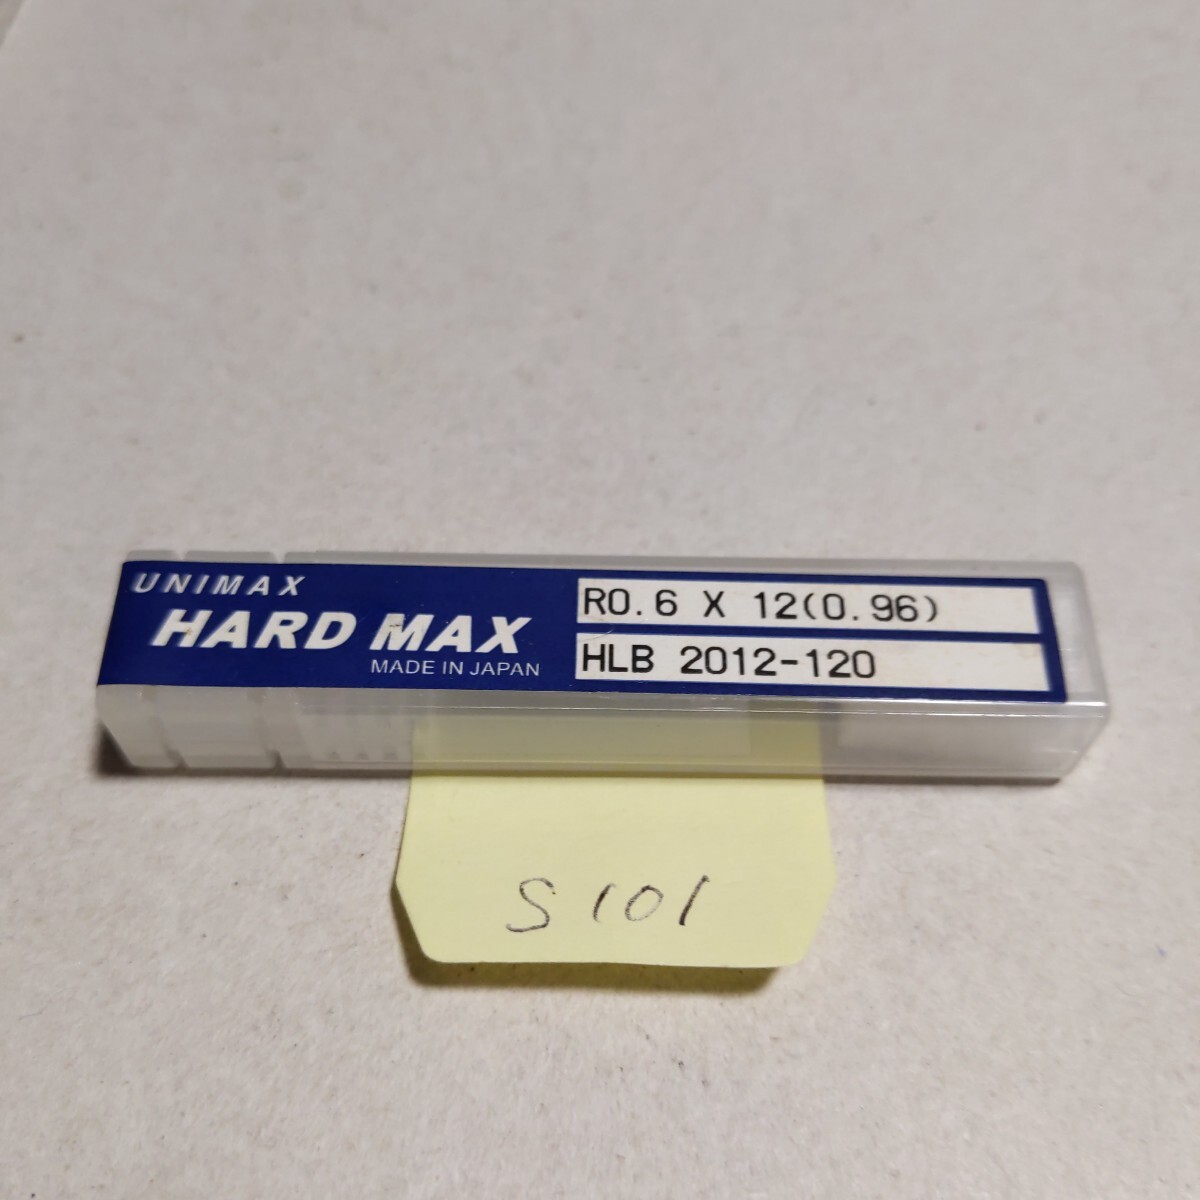 UNIMAX
HARD MAX
MADE IN JAPAN
R0.6 X 12(0.96)
HLB 2012-120
S101